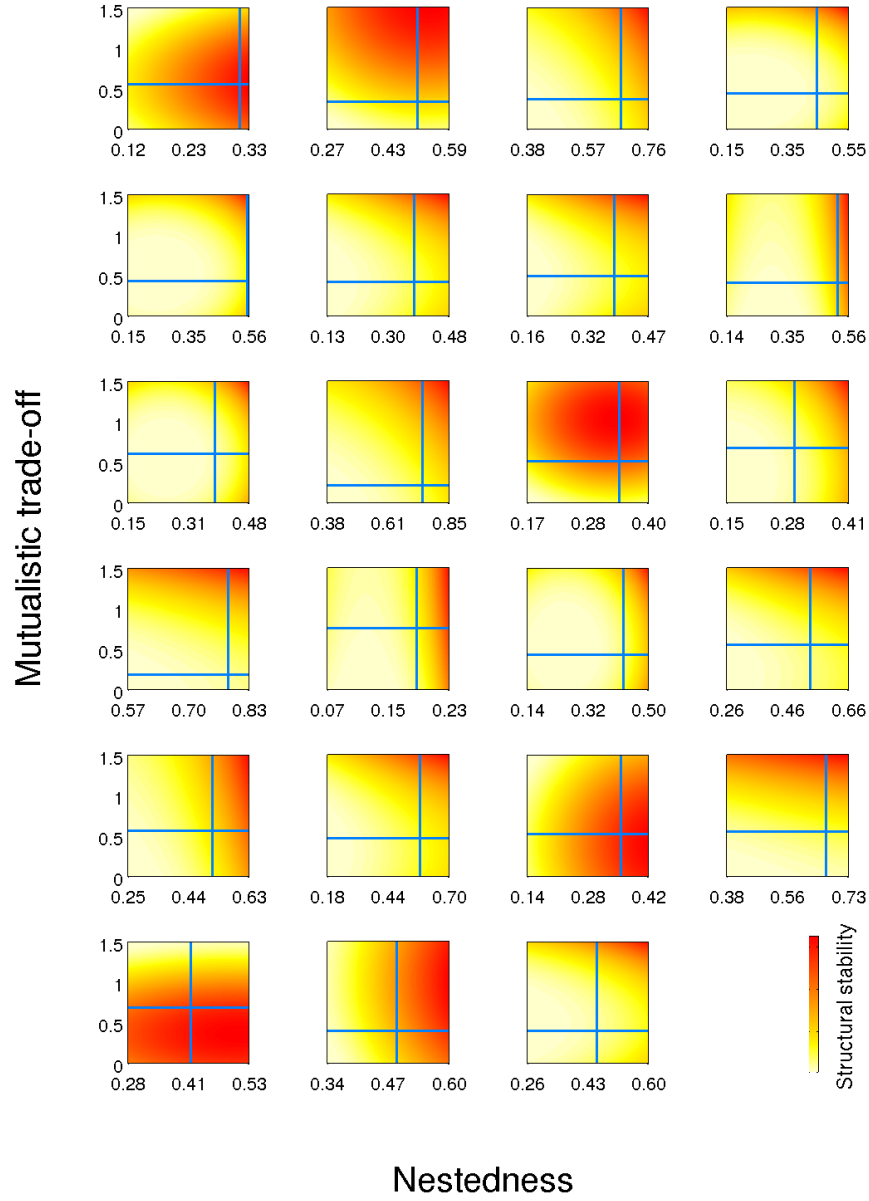 1.5
1
0.5
0
0.12 0.23 0.33
0.27 0.43 0.59
0.38 0.57 0.76
0.15 0.35 0.55
1.5
1
0.5
0
0.15 0.35 0.56
0.13 0.30 0.48
0.16 0.32 0.47
0.14 0.35 0.56
Mutualistic trade-off
1.5
1
0.5
0
0.15 0.31 0.48
0.38 0.61 0.85
0.17 0.28 0.40
0.15 0.28 0.41
1.5
1
0.5
0
0.57 0.70 0.83
0.07 0.15 0.23
0.14 0.32 0.50
0.26 0.46 0.66
1.5
1
0.5
0
0.25 0.44 0.63
0.18 0.44 0.70
0.14 0.28 0.42
0.38 0.56 0.73
1.5
1
0.5
0
0.28 0.41 0.53
0.34 0.47 0.60
0.26 0.43 0.60
Structural stability
Nestedness